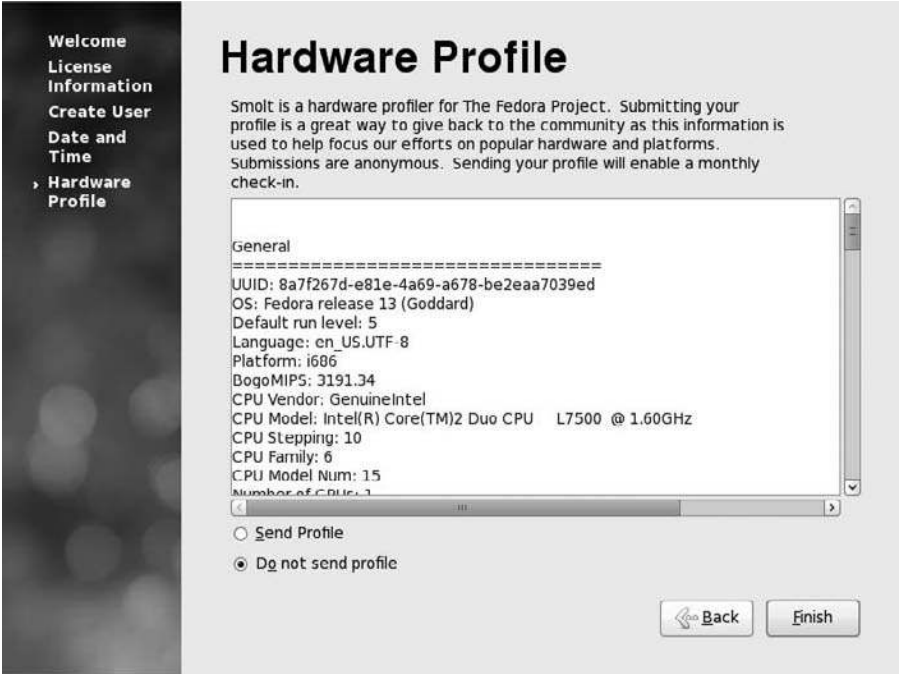 Welcome
License
Information
Create User
Date and
Time
Hardware
Profile
Hardware Profile
Smolt is a hardware profiler for The Fedora Project. Submitting your
profile is a great way to give back to the community as this information is
used to help focus our efforts on popular hardware and platforms.
Submissions are anonymous. Sending your profile will enable a monthly
check-in.
General
=================================
UUID: 8a7f267d-e81e-4a69-a678-be2eaa7039ed
OS: Fedora release 13 (Goddard)
Default run level: 5
Language: en_US.UTF-8
Platform: i686
BogoMIPS: 3191.34
CPU Vendor: GenuineIntel
CPU Model: Intel(R) Core(TM)2 Duo CPU L7500 @ 1.60GHz
CPU Stepping: 10
CPU Family: 6
CPU Model Num: 15
Number of CPUs: 1
Send Profile
Do not send profile
Back
Finish